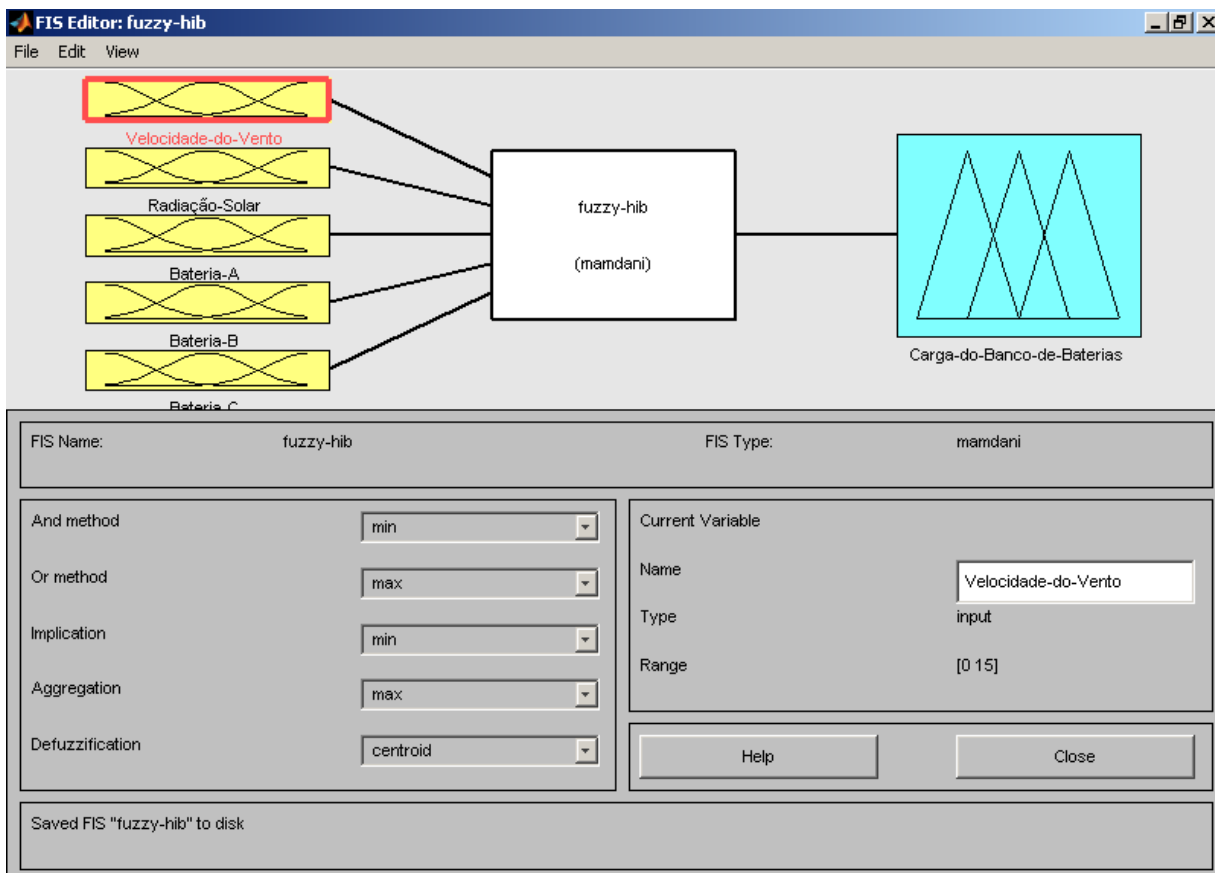 FIS Editor: fuzzy-hib
File Edit View
Velocidade-do-Vento
Radiação-Solar
Bateria-A
Bateria-B
Bateria-C
fuzzy-hib
(mamdani)
Carga-do-Banco-de-Baterias
FIS Name: fuzzy-hib FIS Type: mamdani
And method min
Or method max
Implication min
Aggregation max
Defuzzification centroid
Current Variable
Name Velocidade-do-Vento
Type input
Range [0 15]
Help Close
Saved FIS "fuzzy-hib" to disk